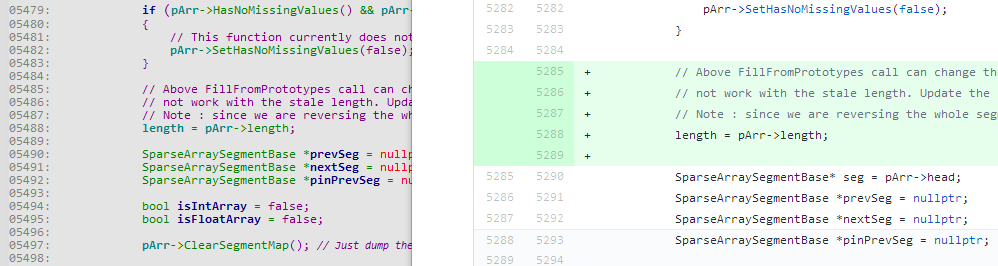 05479: if (pArr->HasNoMissingValues() && pArr-
05480: {
05481: // This function currently does not
05482: pArr->SetHasNoMissingValues(false);
05483: }
05484:
05485: // Above FillFromPrototypes call can ch
05486: // not work with the stale length. Upda
05487: // Note : since we are reversing the wh
05488: length = pArr->length;
05489:
05490: SparseArraySegmentBase *prevSeg = nullp
05491: SparseArraySegmentBase *nextSeg = nullp
05492: SparseArraySegmentBase *pinPrevSeg = nu
05493:
05494: bool isIntArray = false;
05495: bool isFloatArray = false;
05496:
05497: pArr->ClearSegmentMap(); // Just dump the
05498:
5282 5282 pArr->SetHasNoMissingValues(false);
5283 5283 }
5284 5284
5285 + // Above FillFromPrototypes call can change th
5286 + // not work with the stale length. Update the
5287 + // Note : since we are reversing the whole seg
5288 + length = pArr->length;
5289 +
5285 5290 SparseArraySegmentBase* seg = pArr->head;
5286 5291 SparseArraySegmentBase *prevSeg = nullptr;
5287 5292 SparseArraySegmentBase *nextSeg = nullptr;
5288 5293 SparseArraySegmentBase *pinPrevSeg = nullptr;
5289 5294